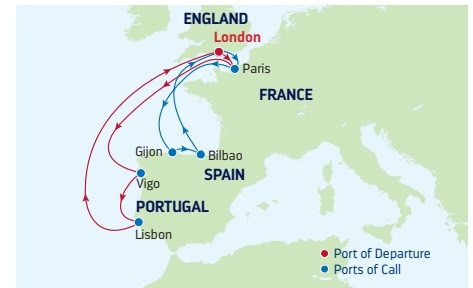 ENGLAND
London
Paris
FRANCE
Gijon
Bilbao
SPAIN
Vigo
PORTUGAL
Lisbon
Port of Departure
Ports of Call